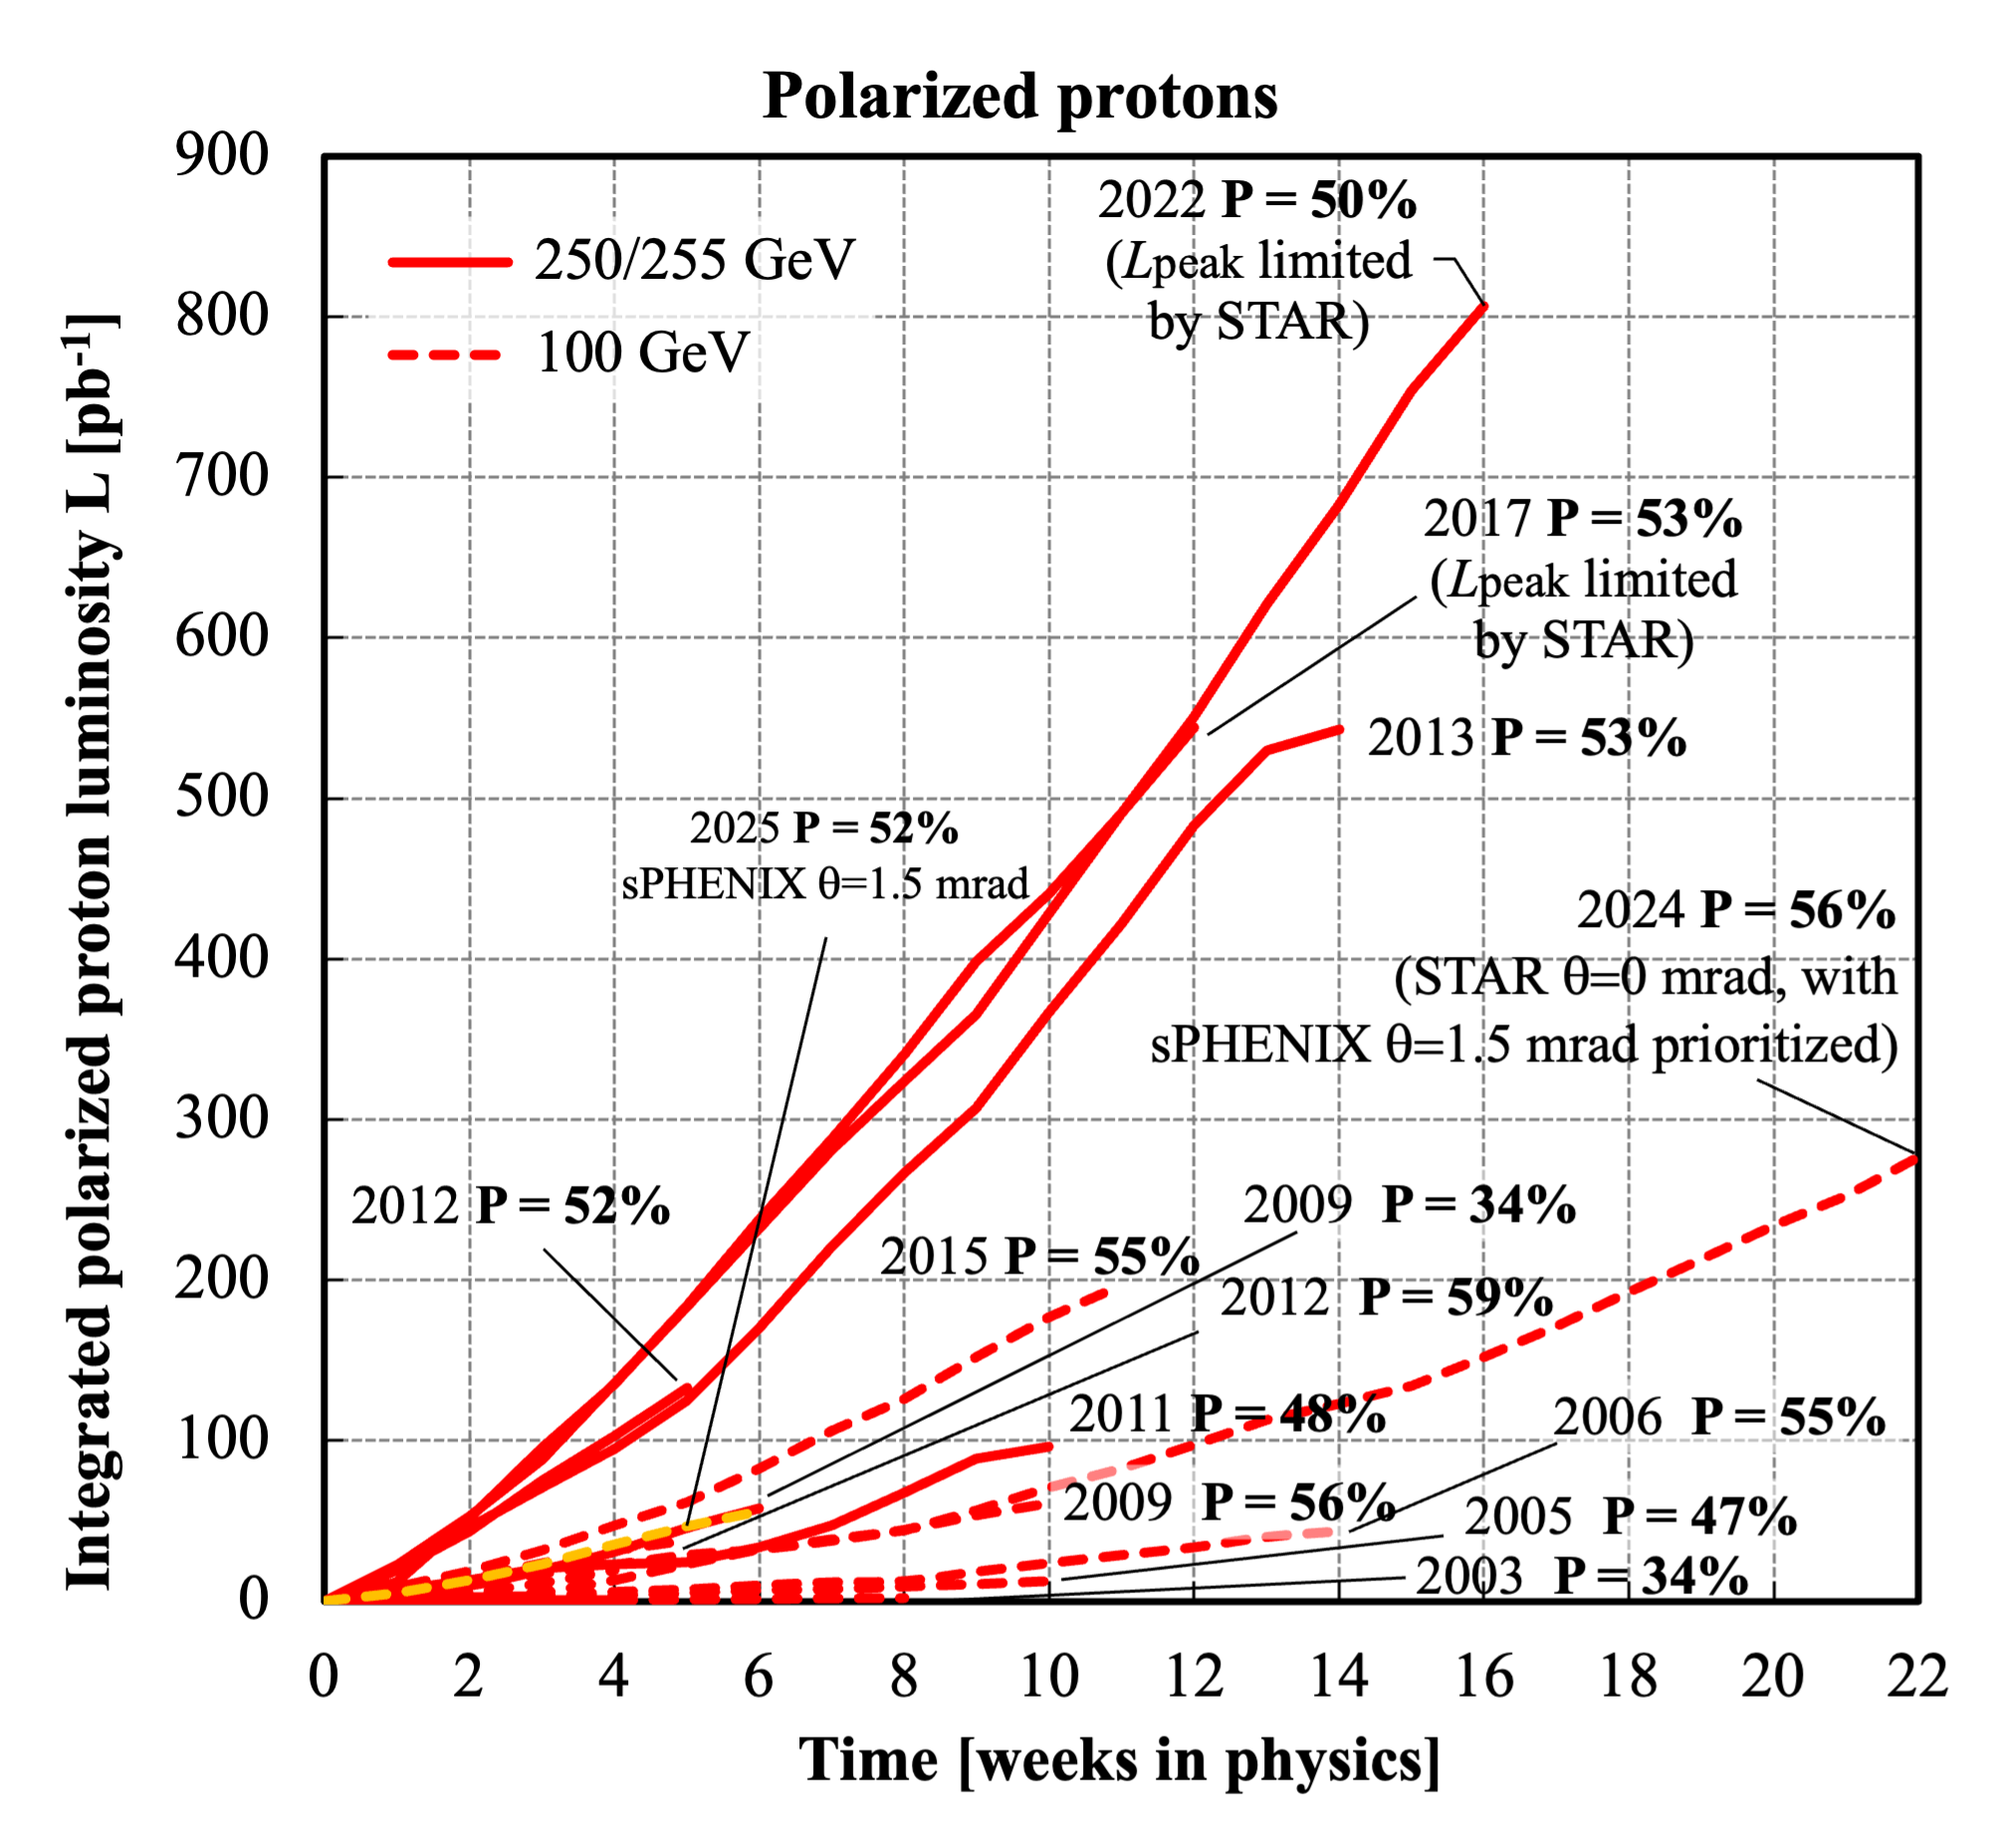 Polarized protons
Integrated polarized proton luminosity L [pb-1]
900
800
700
600
500
400
300
200
100
0
250/255 GeV
100 GeV
2022 P = 50%
(Lpeak limited
by STAR)
2017 P = 53%
(Lpeak limited
by STAR)
2013 P = 53%
2025 P = 52%
sPHENIX θ=1.5 mrad
2024 P = 56%
(STAR θ=0 mrad, with
sPHENIX θ=1.5 mrad prioritized)
2012 P = 52%
2009 P = 34%
2015 P = 55%
2012 P = 59%
2011 P = 48%
2006 P = 55%
2009 P = 56%
2005 P = 47%
2003 P = 34%
0 2 4 6 8 10 12 14 16 18 20 22
Time [weeks in physics]